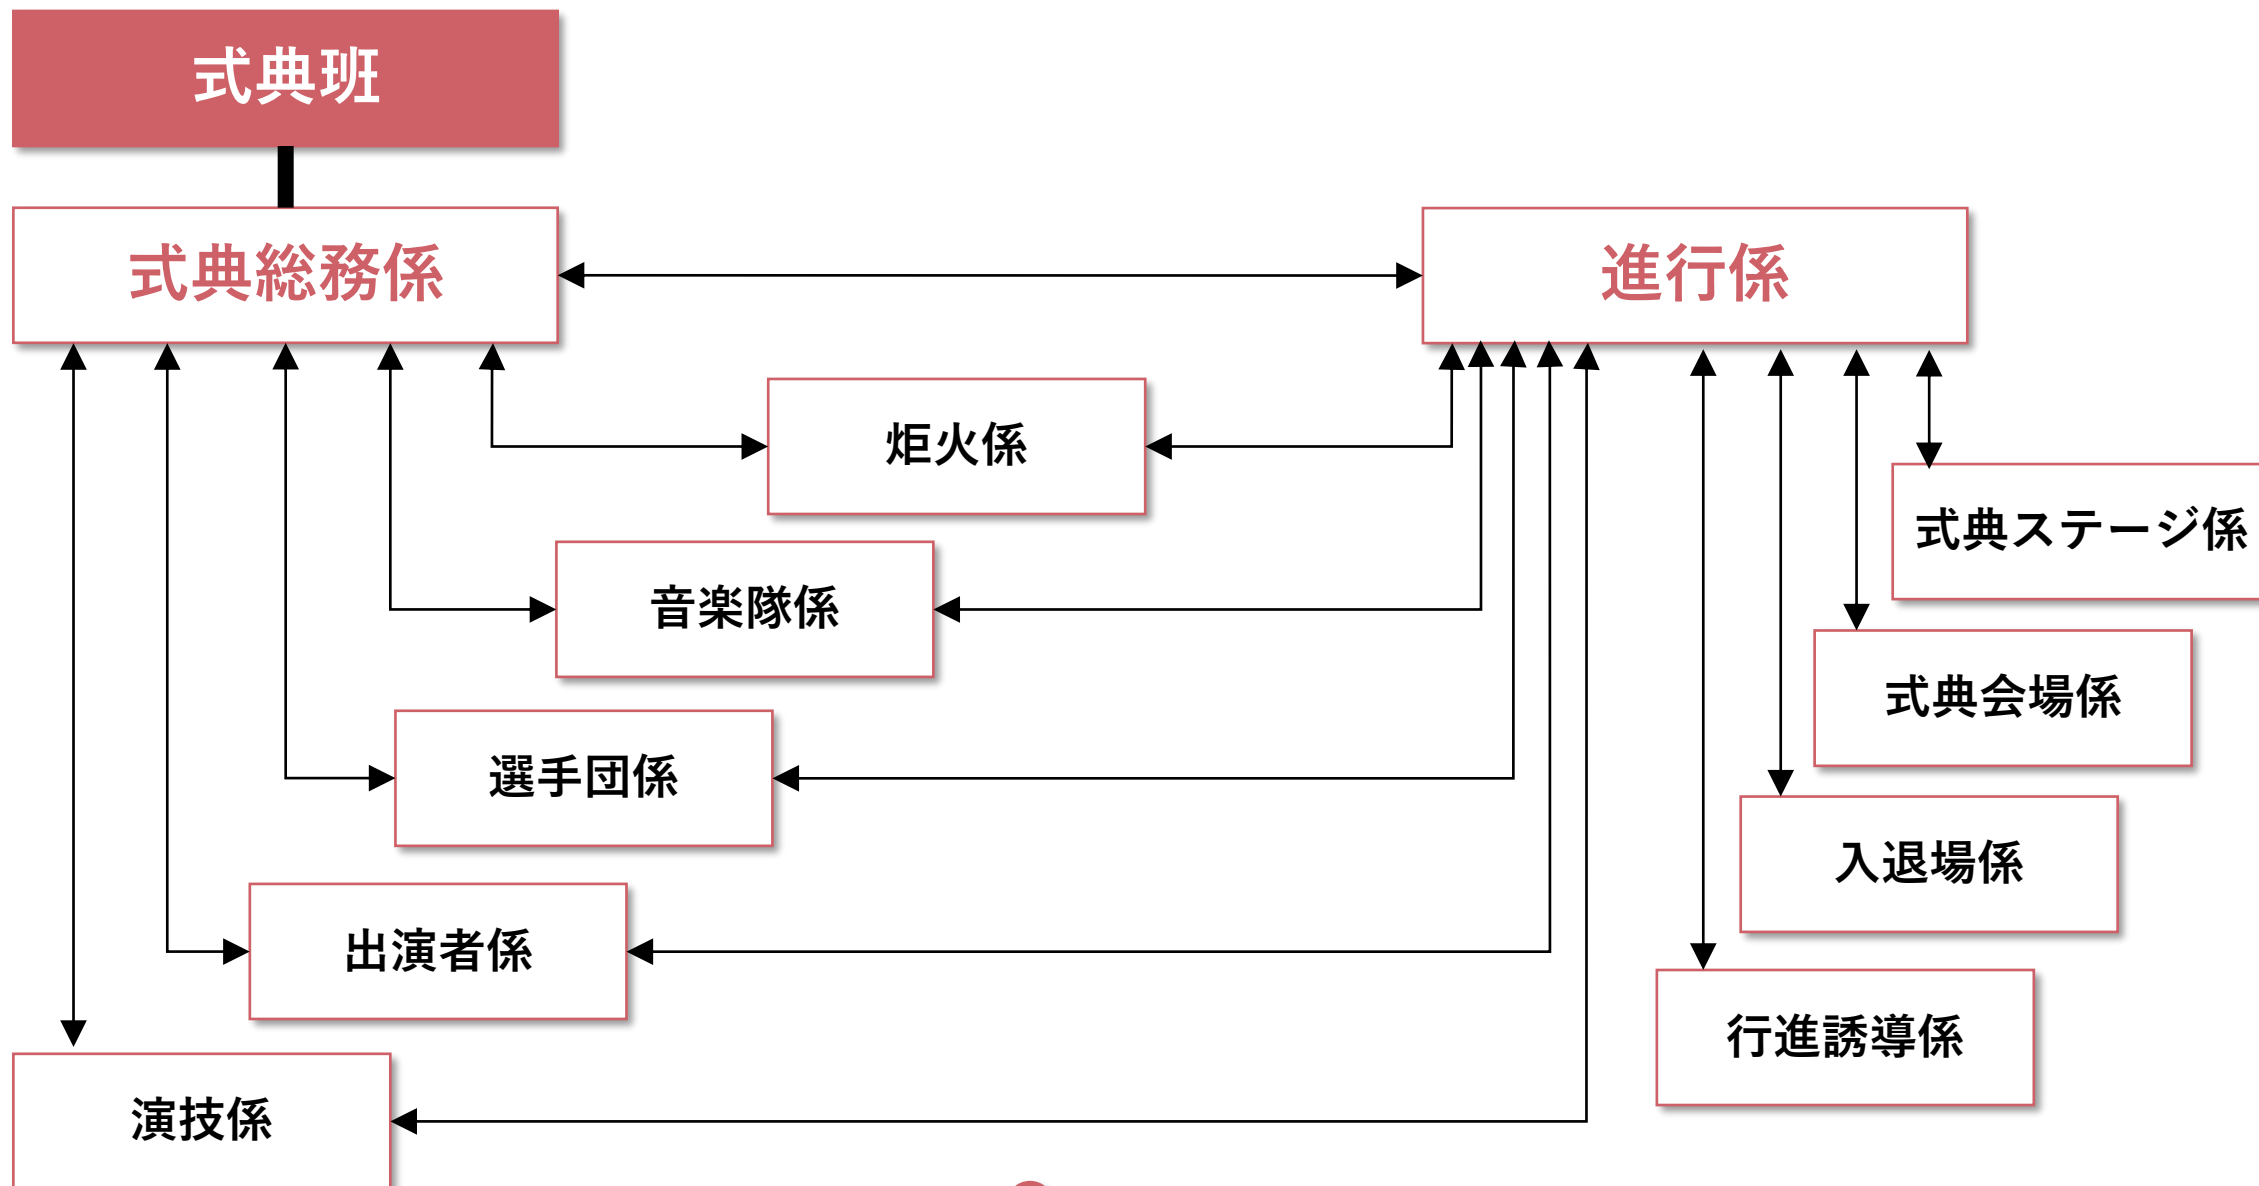 式典班
式典総務係
進行係
炬火係
式典ステージ係
音楽隊係
式典会場係
選手団係
入退場係
出演者係
行進誘導係
演技係